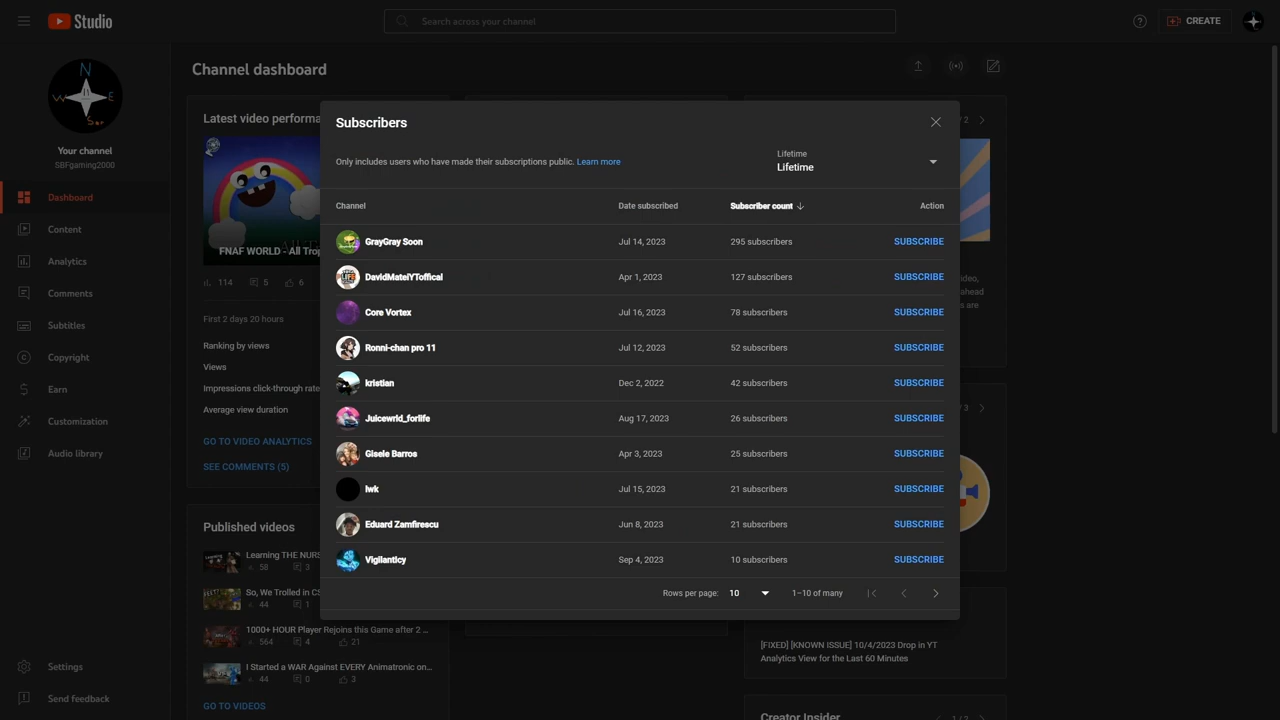 Studio
Search across your channel
CREATE
Channel dashboard
N
W E
Your channel
SBFgaming2000
Dashboard
Content
Analytics
Comments
Subtitles
Copyright
Earn
Customization
Audio library
Settings
Send feedback
Latest video performa
FNAF WORLD - All Trop
114 5 6
First 2 days 20 hours
Ranking by views
Views
Impressions click-through rate
Average view duration
GO TO VIDEO ANALYTICS
SEE COMMENTS (5)
Published videos
Learning THE NURS
58 3
So, We Trolled in CS
44 1
1000+ HOUR Player Rejoins this Game after 2 ...
564 4 21
I Started a WAR Against EVERY Animatronic on...
44 0 3
GO TO VIDEOS
Subscribers
Only includes users who have made their subscriptions public. Learn more
Lifetime
Lifetime
Channel Date subscribed Subscriber count Action
GrayGray Soon Jul 14, 2023 295 subscribers SUBSCRIBE
DavidMateiYToffical Apr 1, 2023 127 subscribers SUBSCRIBE
Core Vortex Jul 16, 2023 78 subscribers SUBSCRIBE
Ronni-chan pro 11 Jul 12, 2023 52 subscribers SUBSCRIBE
kristian Dec 2, 2022 42 subscribers SUBSCRIBE
Juicewrld_forlife Aug 17, 2023 26 subscribers SUBSCRIBE
Gisele Barros Apr 3, 2023 25 subscribers SUBSCRIBE
lwk Jul 15, 2023 21 subscribers SUBSCRIBE
Eduard Zamfirescu Jun 8, 2023 21 subscribers SUBSCRIBE
Vigilanticy Sep 4, 2023 10 subscribers SUBSCRIBE
Rows per page: 10 1–10 of many
/ 2
video,
ahead
s are
/ 3
[FIXED] [KNOWN ISSUE] 10/4/2023 Drop in YT
Analytics View for the Last 60 Minutes
Creator Insider 1 / 2